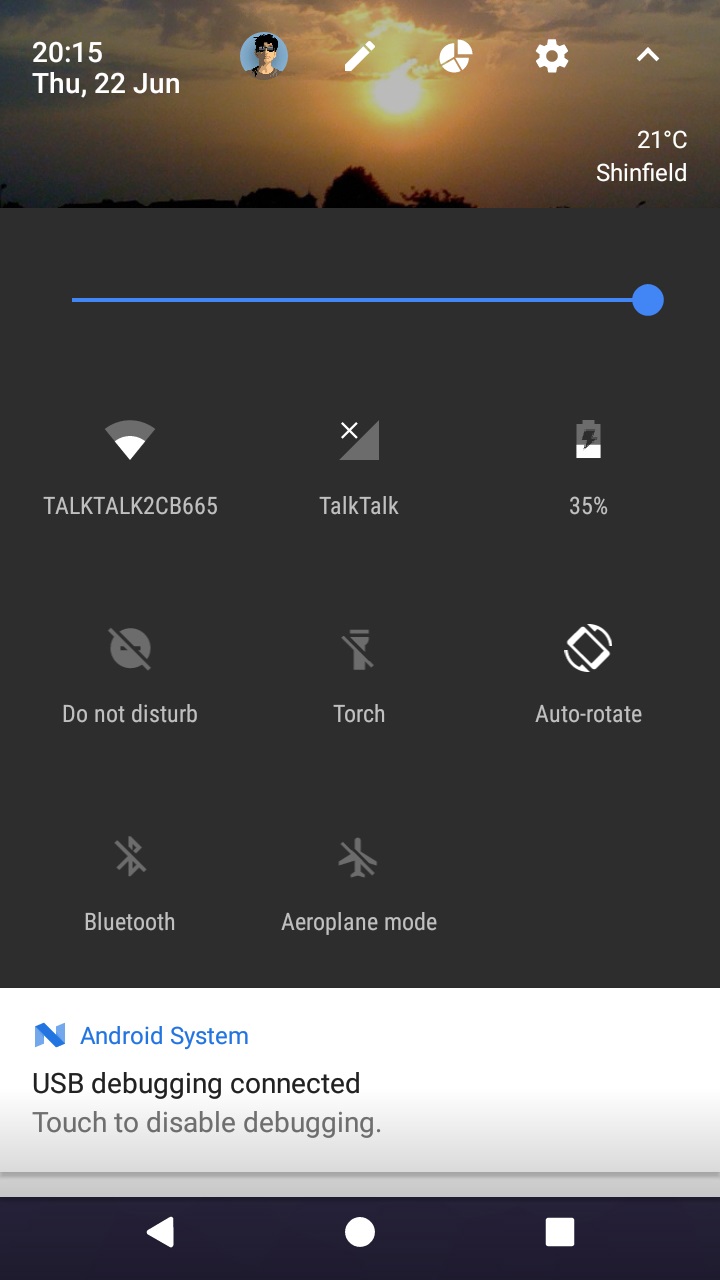 20:15
Thu, 22 Jun
21°C
Shinfield
TALKTALK2CB665
TalkTalk
35%
Do not disturb
Torch
Auto-rotate
Bluetooth
Aeroplane mode
Android System
USB debugging connected
Touch to disable debugging.